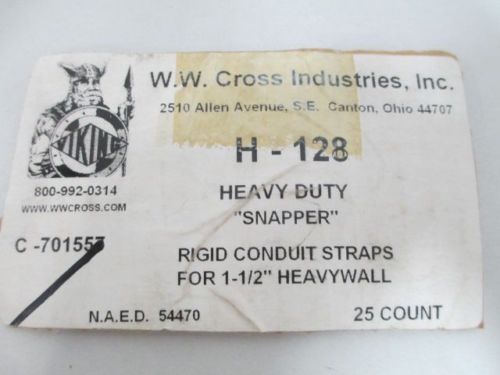 W.W. Cross Industries, Inc.
2510 Allen Avenue, S.E. Canton, Ohio 44707
VIKING
H - 128
800-992-0314
WWW.WWCROSS.COM
HEAVY DUTY
"SNAPPER"
C -701557
RIGID CONDUIT STRAPS
FOR 1-1/2" HEAVYWALL
N.A.E.D. 54470
25 COUNT